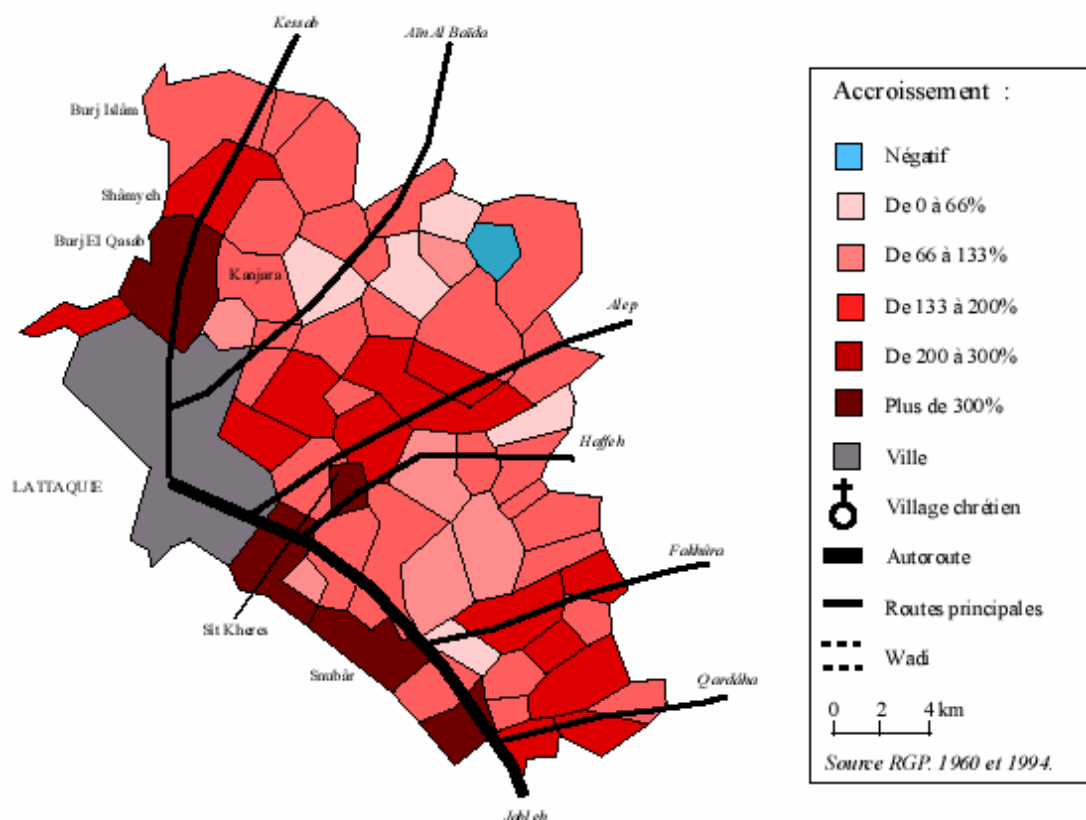 Kessab
Aïn Al Baïda
Burj Islâm
Shâmyeh
Burj El Qasab
Kanjara
Alep
Haffeh
LATTAQUIE
Fakhûra
Sit Kheres
Snubâr
Qardâha
Jableh
Accroissement :
Négatif
De 0 à 66%
De 66 à 133%
De 133 à 200%
De 200 à 300%
Plus de 300%
Ville
Village chrétien
Autoroute
Routes principales
Wadi
0 2 4 km
Source RGP. 1960 et 1994.